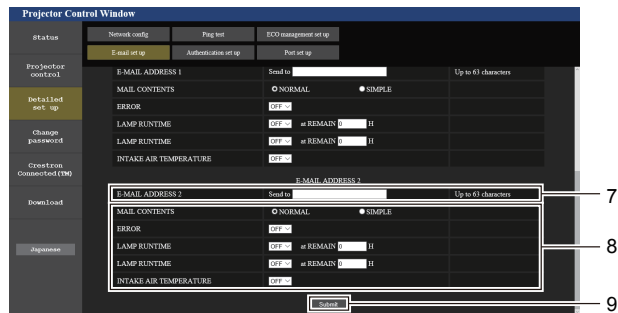 Projector Control Window
Status
Projector
control
Detailed
set up
Change
password
Crestron
Connected(TM)
Download
Japanese
Network config Ping test ECO management set up
E-mail set up Authentication set up Port set up
E-MAIL ADDRESS 1 Send to Up to 63 characters
MAIL CONTENTS NORMAL SIMPLE
ERROR OFF
LAMP RUNTIME OFF at REMAIN 0 H
LAMP RUNTIME OFF at REMAIN 0 H
INTAKE AIR TEMPERATURE OFF
E-MAIL ADDRESS 2
E-MAIL ADDRESS 2 Send to Up to 63 characters 7
MAIL CONTENTS NORMAL SIMPLE
ERROR OFF
LAMP RUNTIME OFF at REMAIN 0 H 8
LAMP RUNTIME OFF at REMAIN 0 H
INTAKE AIR TEMPERATURE OFF
Submit 9